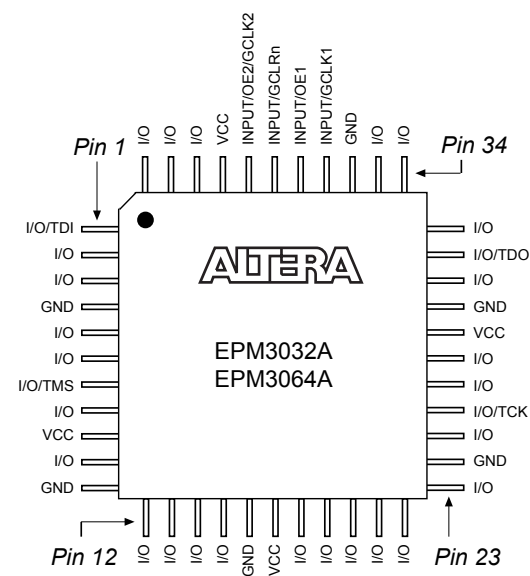 I/O
I/O
I/O
VCC
INPUT/OE2/GCLK2
INPUT/GCLRn
INPUT/OE1
INPUT/GCLK1
GND
I/O
I/O
Pin 1
Pin 34
I/O/TDI
I/O
I/O
GND
I/O
I/O
I/O/TMS
I/O
VCC
I/O
GND
ALTERA
EPM3032A
EPM3064A
I/O
I/O/TDO
I/O
GND
VCC
I/O
I/O
I/O/TCK
I/O
GND
I/O
Pin 12
Pin 23
I/O
I/O
I/O
I/O
GND
VCC
I/O
I/O
I/O
I/O
I/O